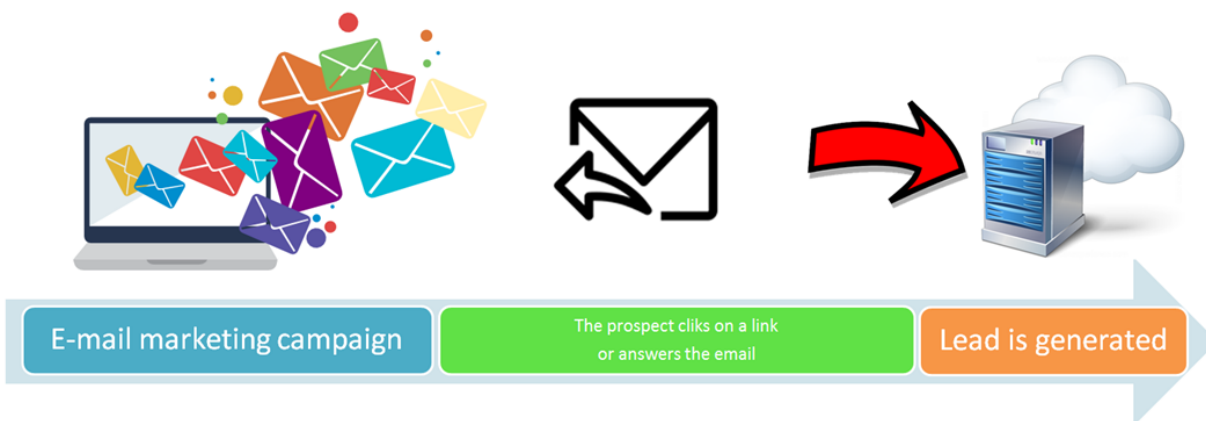 E-mail marketing campaign
The prospect cliks on a link
or answers the email
Lead is generated